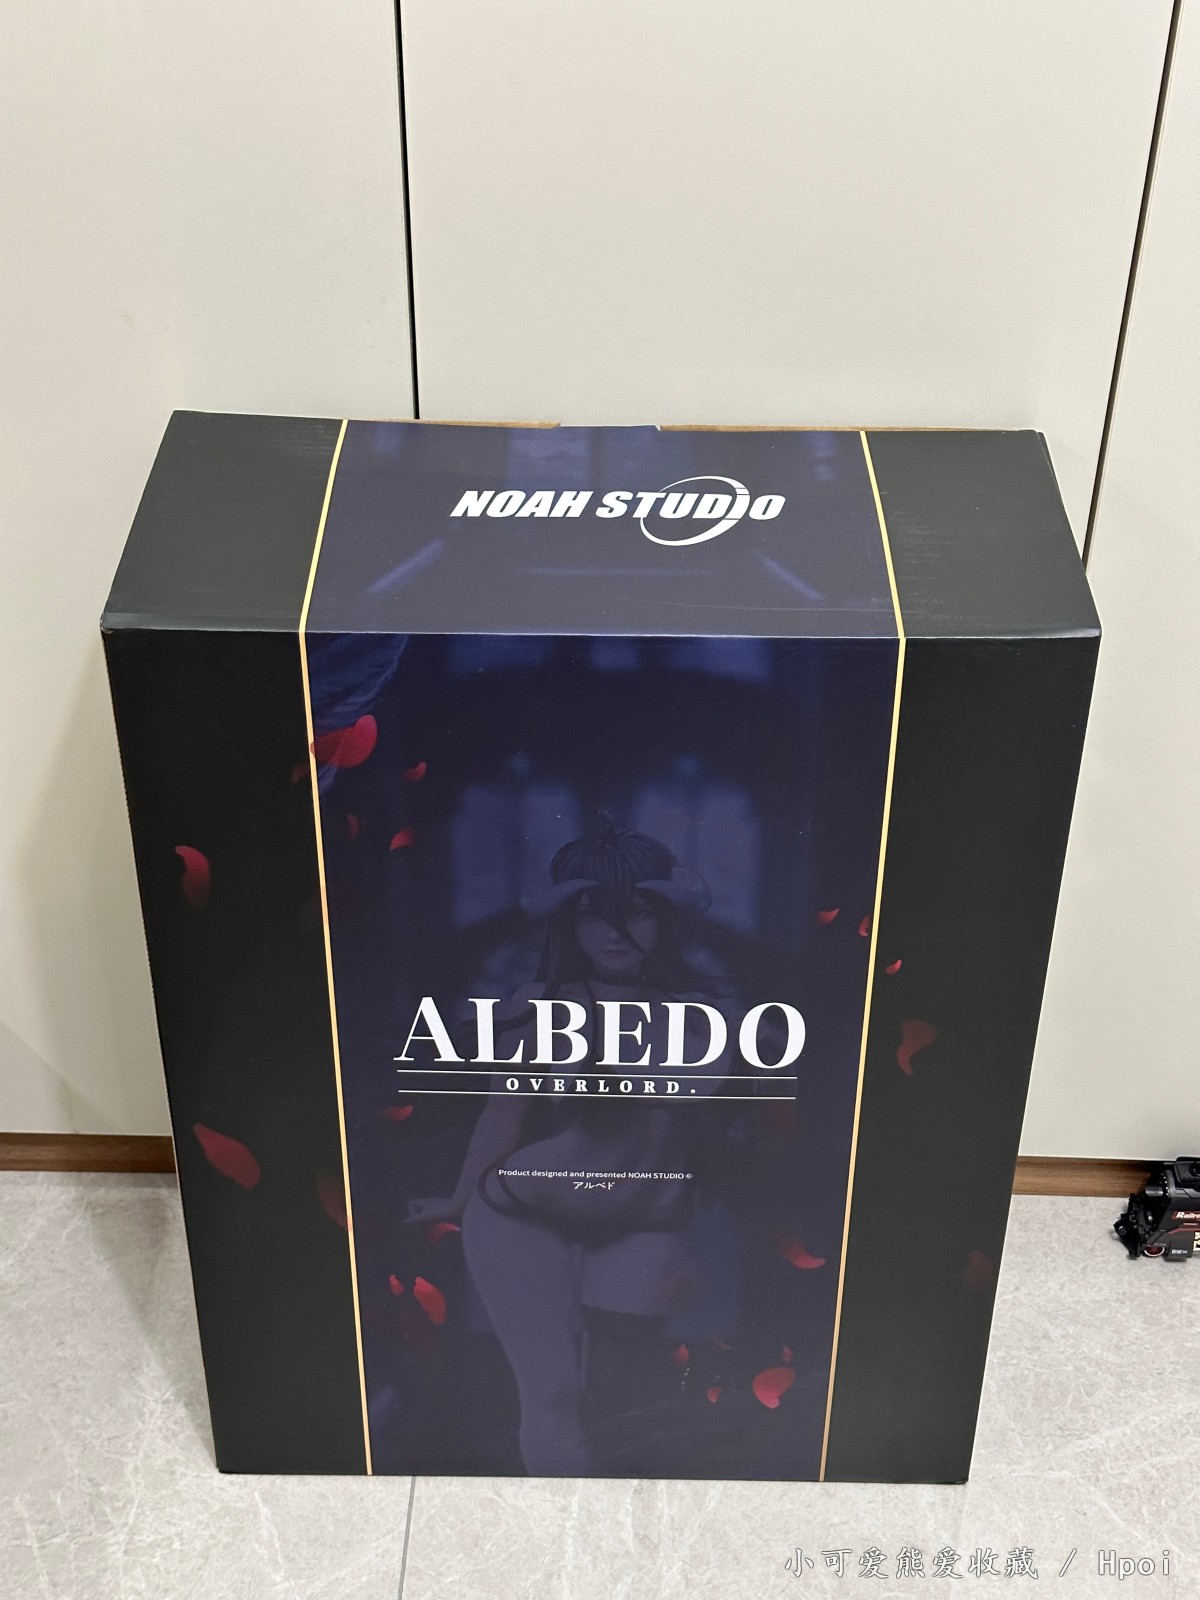 NOAH STUDIO
ALBEDO
OVERLORD.
Product designed and presented NOAH STUDIO ©
アルベド
小可爱熊爱收藏 / Hpoi